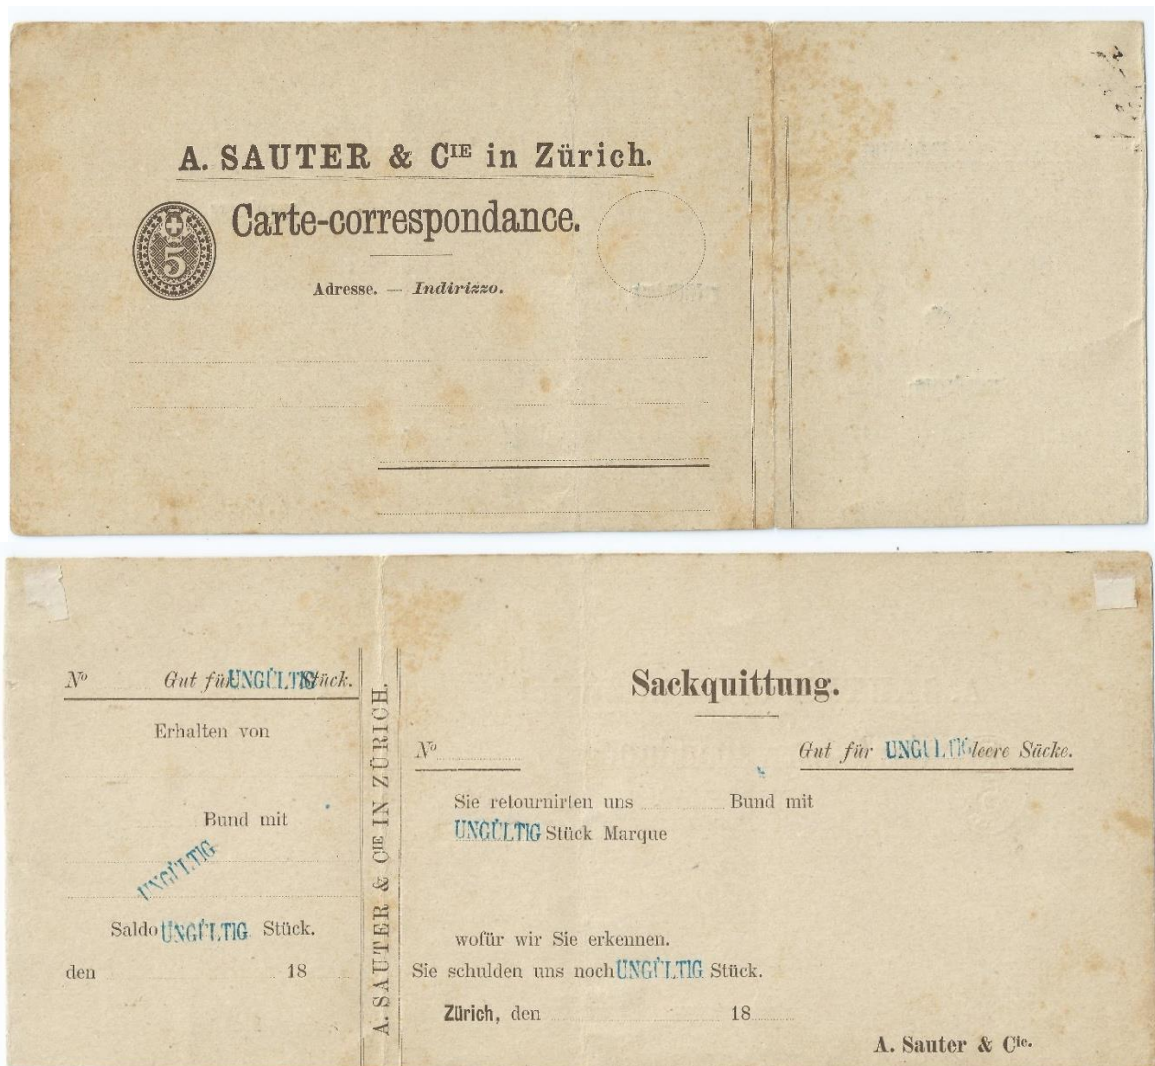 A. SAUTER & CIE in Zürich.
Carte-correspondance.
5
Adresse. — Indirizzo.
No Gut für UNGÜLTIG Stück.
Erhalten von
Bund mit
UNGÜLTIG
Saldo UNGÜLTIG Stück.
den 18
A. SAUTER & CIE IN ZÜRICH.
Sackquittung.
No Gut für UNGÜLTIG leere Säcke.
Sie retournirten uns Bund mit
UNGÜLTIG Stück Marque
wofür wir Sie erkennen.
Sie schulden uns noch UNGÜLTIG Stück.
Zürich, den 18
A. Sauter & Cie.